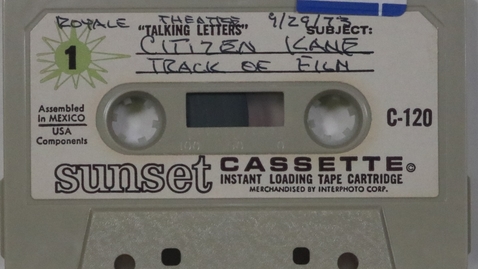 ROYALE THEATRE 9/29/73
"TALKING LETTERS" SUBJECT:
CITIZEN KANE
1
TRACK OF FILM
Assembled
in MEXICO
USA
Components
C-120
sunset CASSETTE©
INSTANT LOADING TAPE CARTRIDGE
MERCHANDISED BY INTERPHOTO CORP.